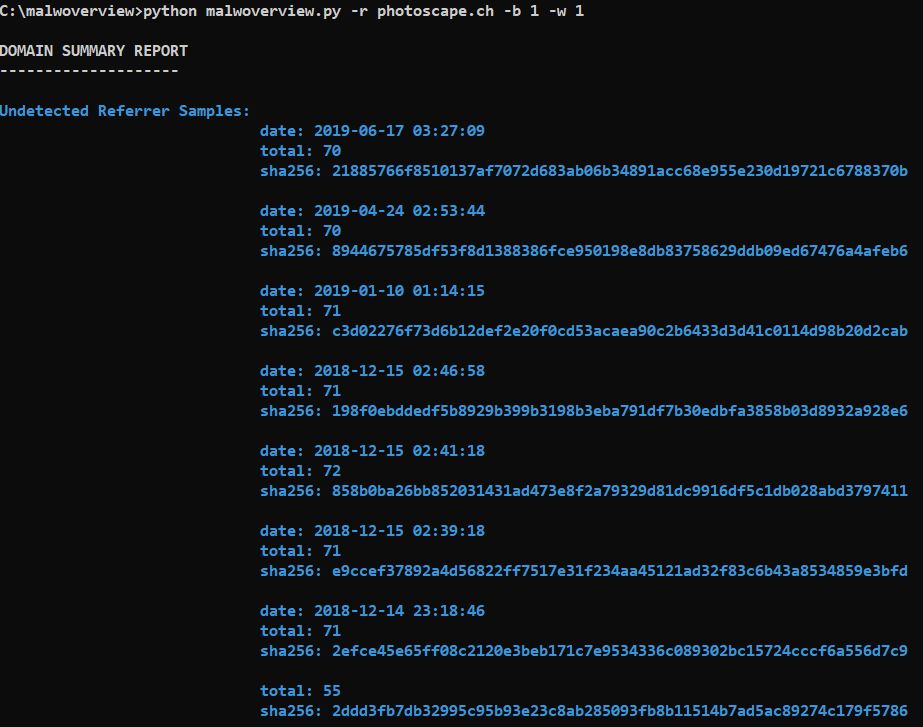 C:\malwoverview>python malwoverview.py -r photoscape.ch -b 1 -w 1
DOMAIN SUMMARY REPORT
--------------------
Undetected Referrer Samples:
date: 2019-06-17 03:27:09
total: 70
sha256: 21885766f8510137af7072d683ab06b34891acc68e955e230d19721c6788370b
date: 2019-04-24 02:53:44
total: 70
sha256: 8944675785df53f8d1388386fce950198e8db83758629ddb09ed67476a4afeb6
date: 2019-01-10 01:14:15
total: 71
sha256: c3d02276f73d6b12def2e20f0cd53acaea90c2b6433d3d41c0114d98b20d2cab
date: 2018-12-15 02:46:58
total: 71
sha256: 198f0ebddedf5b8929b399b3198b3eba791df7b30edbfa3858b03d8932a928e6
date: 2018-12-15 02:41:18
total: 72
sha256: 858b0ba26bb852031431ad473e8f2a79329d81dc9916df5c1db028abd3797411
date: 2018-12-15 02:39:18
total: 71
sha256: e9ccef37892a4d56822ff7517e31f234aa45121ad32f83c6b43a8534859e3bfd
date: 2018-12-14 23:18:46
total: 71
sha256: 2efce45e65ff08c2120e3beb171c7e9534336c089302bc15724cccf6a556d7c9
total: 55
sha256: 2ddd3fb7db32995c95b93e23c8ab285093fb8b11514b7ad5ac89274c179f5786